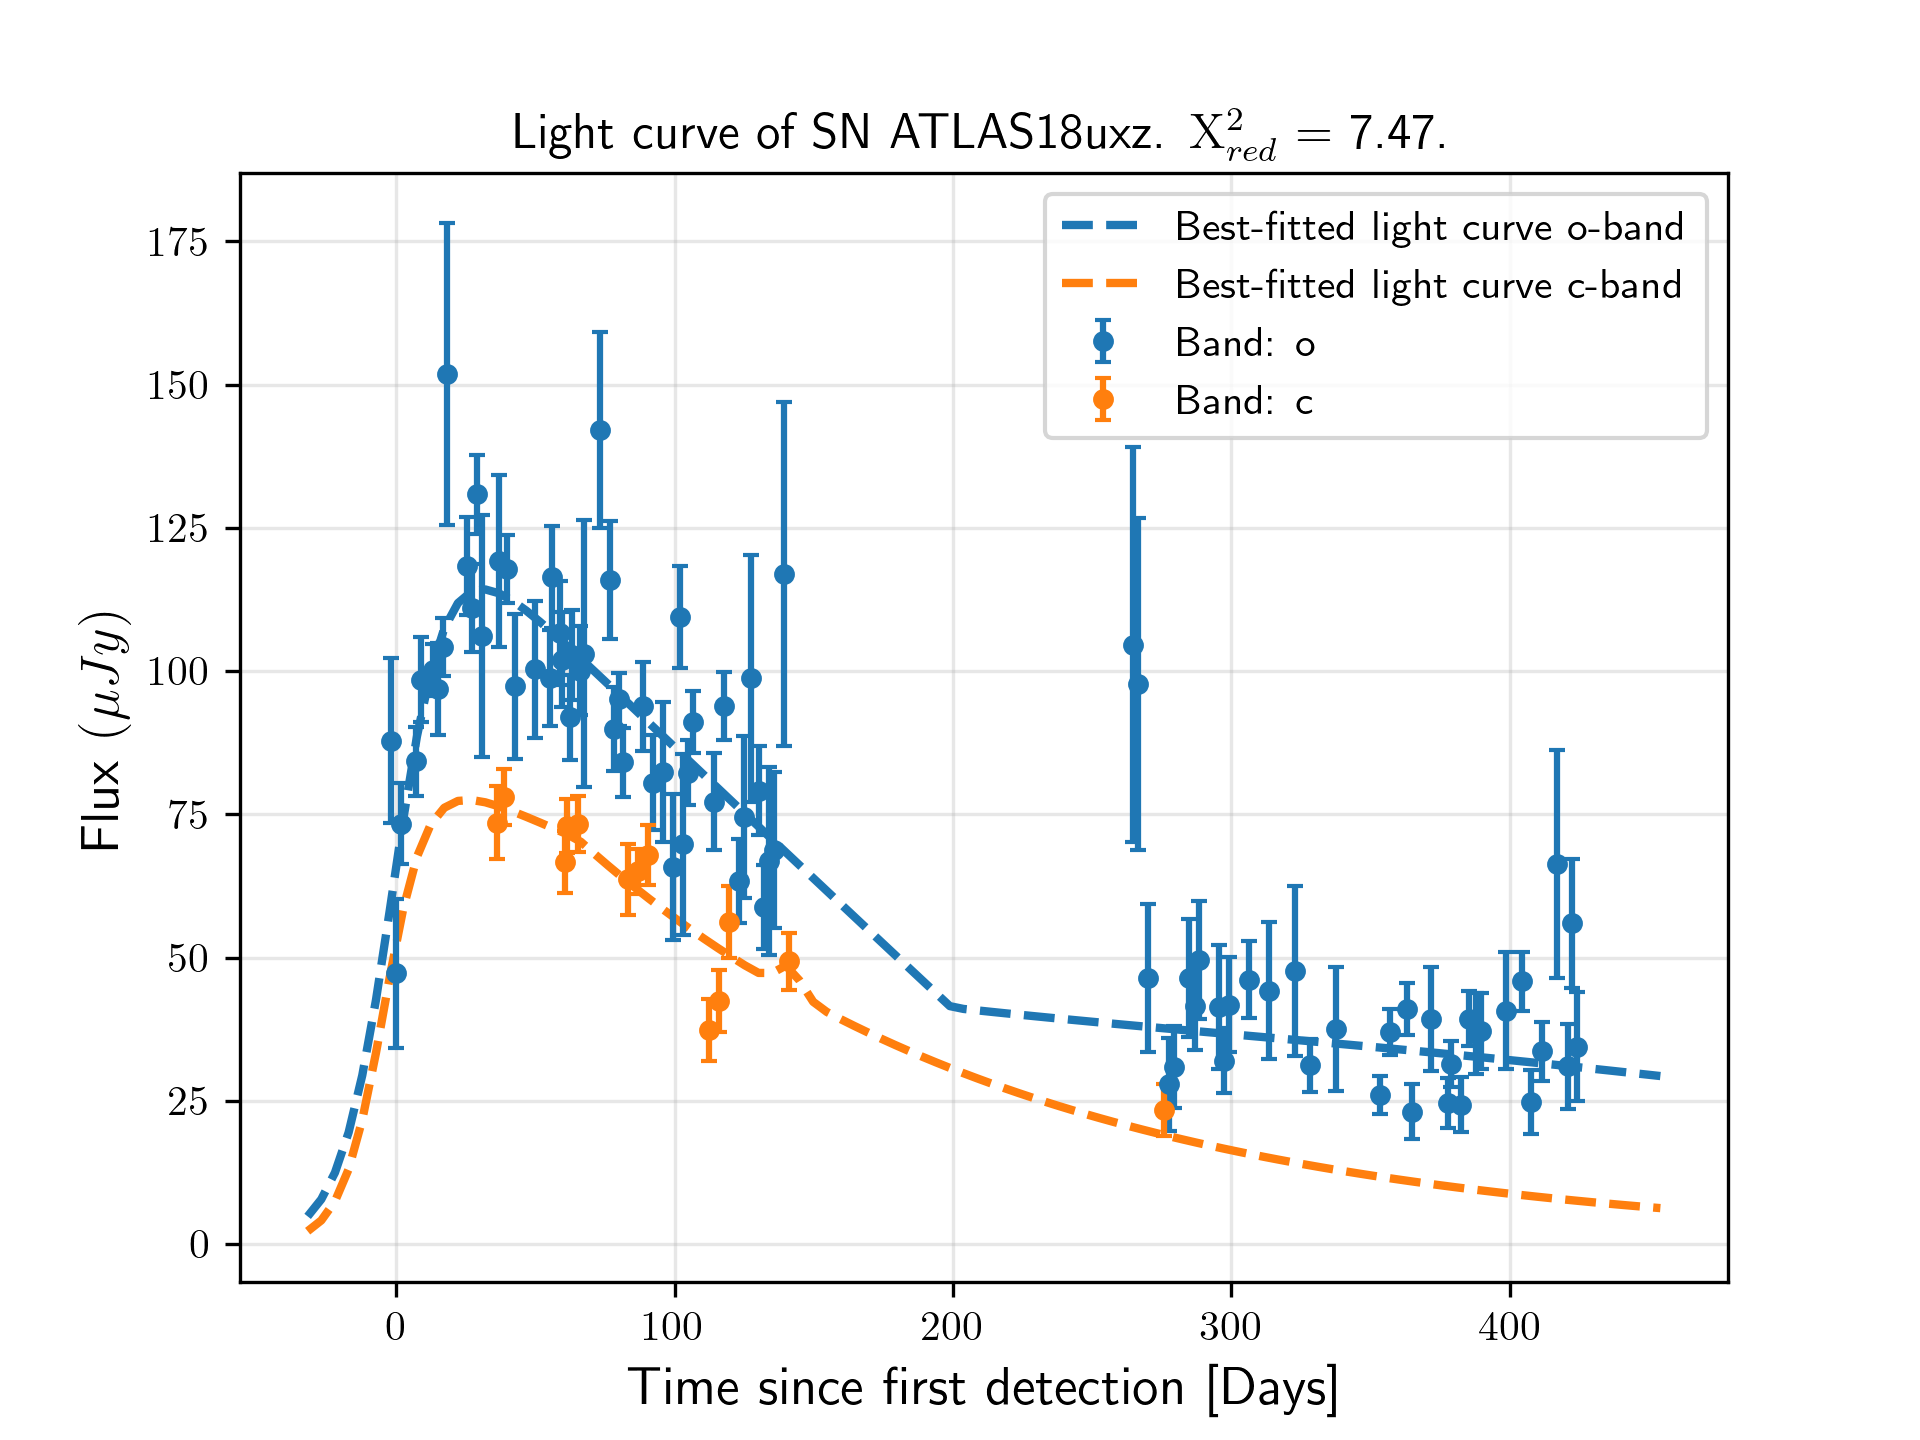 Light curve of SN ATLAS18uxz. X²red = 7.47.
Best-fitted light curve o-band
Best-fitted light curve c-band
Band: o
Band: c
175
150
125
100
75
50
25
0
Flux (μJy)
0 100 200 300 400
Time since first detection [Days]